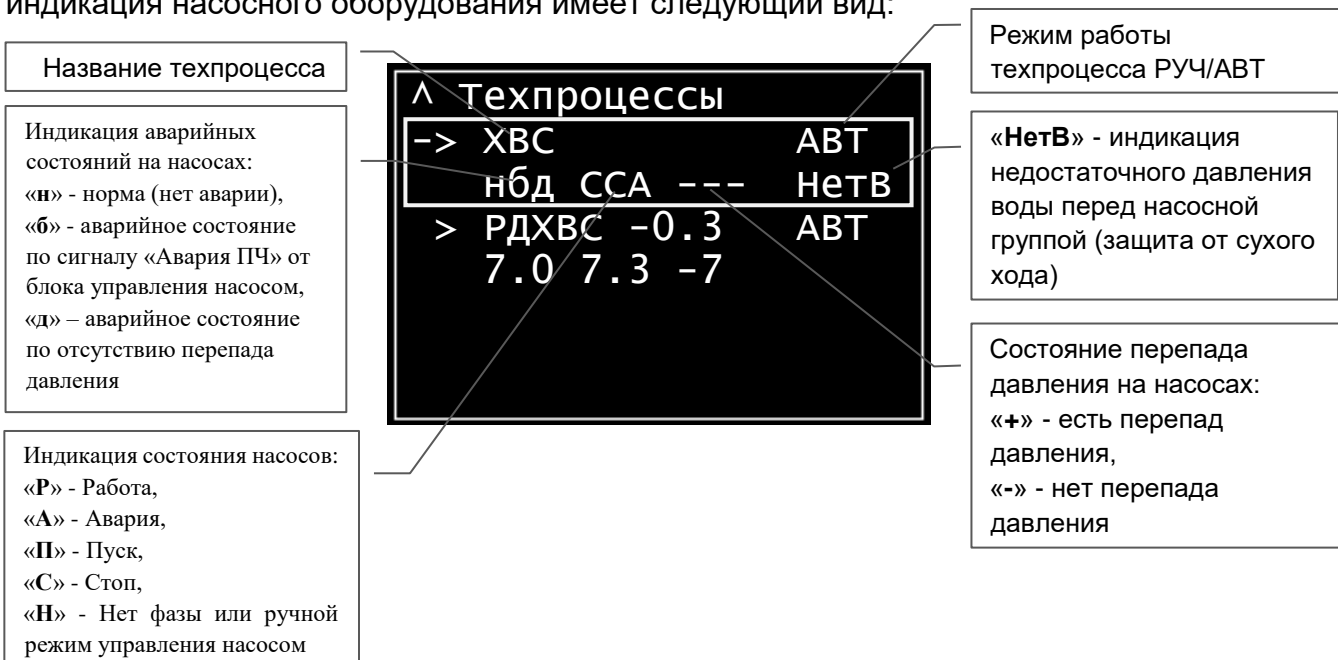 индикация насосного оборудования имеет следующий вид:
Название техпроцесса
Индикация аварийных
состояний на насосах:
«н» - норма (нет аварии),
«б» - аварийное состояние
по сигналу «Авария ПЧ» от
блока управления насосом,
«д» – аварийное состояние
по отсутствию перепада
давления
Индикация состояния насосов:
«Р» - Работа,
«А» - Авария,
«П» - Пуск,
«С» - Стоп,
«Н» - Нет фазы или ручной
режим управления насосом
^ Техпроцессы
-> ХВС АВТ
нбд ССА --- НетВ
> РДХВС -0.3 АВТ
7.0 7.3 -7
Режим работы
техпроцесса РУЧ/АВТ
«НетВ» - индикация
недостаточного давления
воды перед насосной
группой (защита от сухого
хода)
Состояние перепада
давления на насосах:
«+» - есть перепад
давления,
«-» - нет перепада
давления